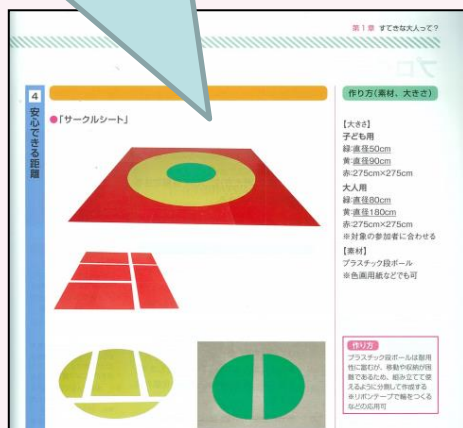 第1章 すてきな大人って？
4
安心できる距離
●「サークルシート」
作り方(素材、大きさ)
【大きさ】
子ども用
緑:直径50cm
黄:直径90cm
赤:275cm×275cm
大人用
緑:直径80cm
黄:直径180cm
赤:275cm×275cm
※対象の参加者に合わせる
【素材】
プラスチック段ボール
※色画用紙などでも可
作り方
プラスチック段ボールは耐用
性に富むが、移動や収納が困
難であるため、組み立てて使
えるように分割して作成する
※リボンテープで輪をつくる
などの応用可